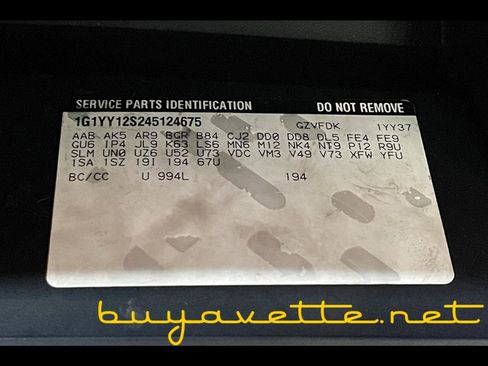 SERVICE PARTS IDENTIFICATION DO NOT REMOVE
1G1YY12S245124675 GZVFDK 1YY37
AAB AK5 AR9 BGR B84 CJ2 DD0 DD8 DL5 FE4 FE9
GU6 IP4 JL9 K63 LS6 MN6 M12 NK4 NT9 P12 R9U
SLM UN0 UZ6 U52 U73 VDC VM3 V49 V73 XFW YFU
1SA 1SZ 19I 194 67U
BC/CC U 994L 194
buyavette.net